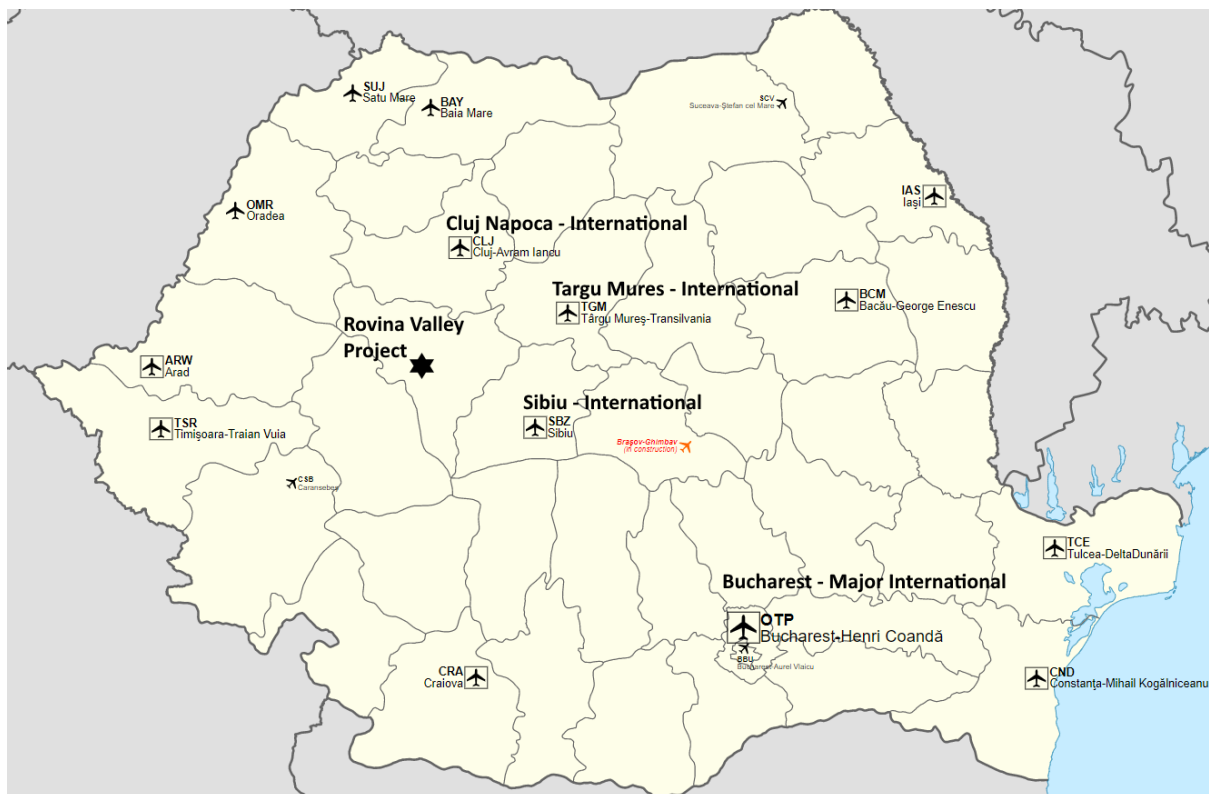 SUJ
Satu Mare
BAY
Baia Mare
SCV
Suceava-Ştefan cel Mare
IAS
Iaşi
OMR
Oradea
Cluj Napoca - International
CLJ
Cluj-Avram Iancu
Targu Mures - International
TGM
Târgu Mureş-Transilvania
BCM
Bacău-George Enescu
Rovina Valley
Project
ARW
Arad
Sibiu - International
SBZ
Sibiu
TSR
Timişoara-Traian Vuia
Braşov-Ghimbav
(in construction)
CSB
Caransebeş
TCE
Tulcea-DeltaDunării
Bucharest - Major International
OTP
Bucharest-Henri Coandă
BBU
Bucharest-Aurel Vlaicu
CRA
Craiova
CND
Constanţa-Mihail Kogălniceanu